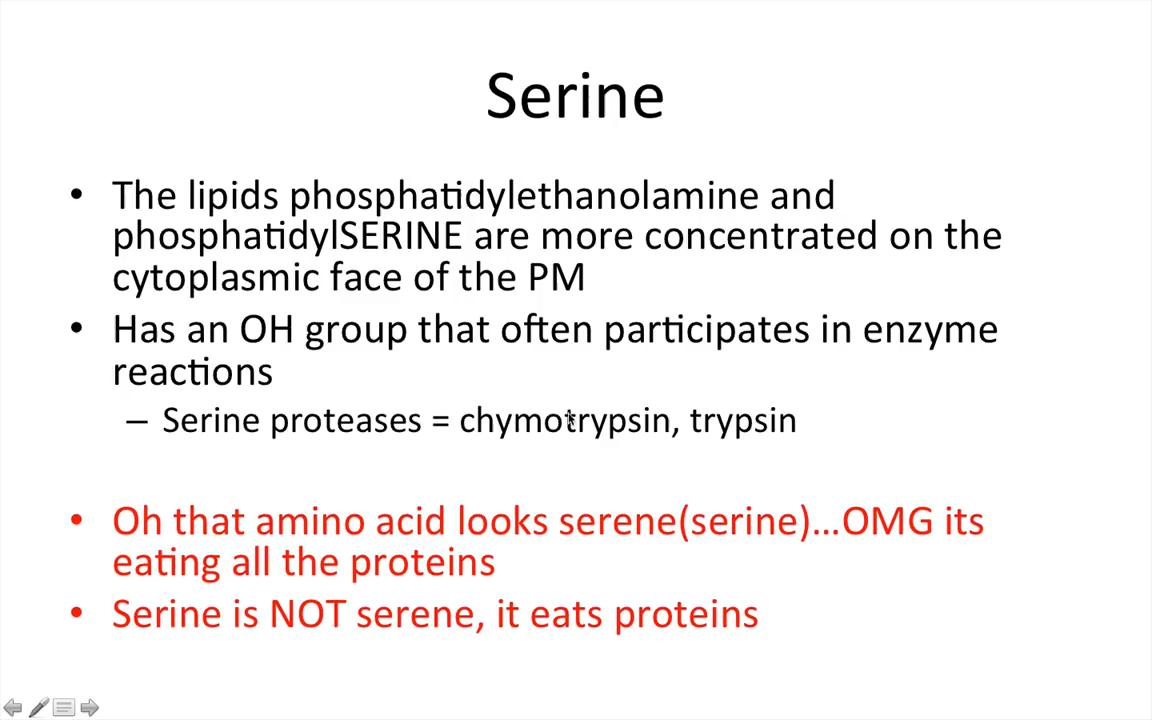 Serine
• The lipids phosphatidylethanolamine and
phosphatidylSERINE are more concentrated on the
cytoplasmic face of the PM
• Has an OH group that often participates in enzyme
reactions
– Serine proteases = chymotrypsin, trypsin
• Oh that amino acid looks serene(serine)…OMG its
eating all the proteins
• Serine is NOT serene, it eats proteins